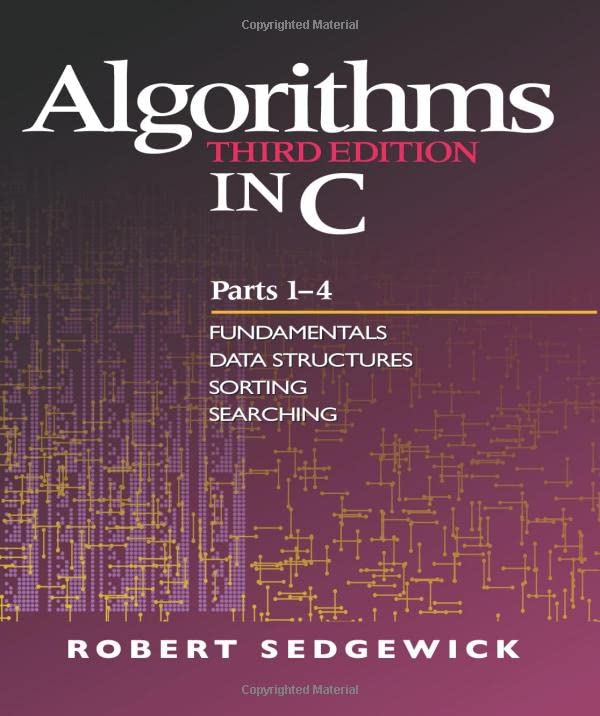 Copyrighted Material
Algorithms
THIRD EDITION
IN C
Parts 1–4
FUNDAMENTALS
DATA STRUCTURES
SORTING
SEARCHING
ROBERT SEDGEWICK
Copyrighted Material